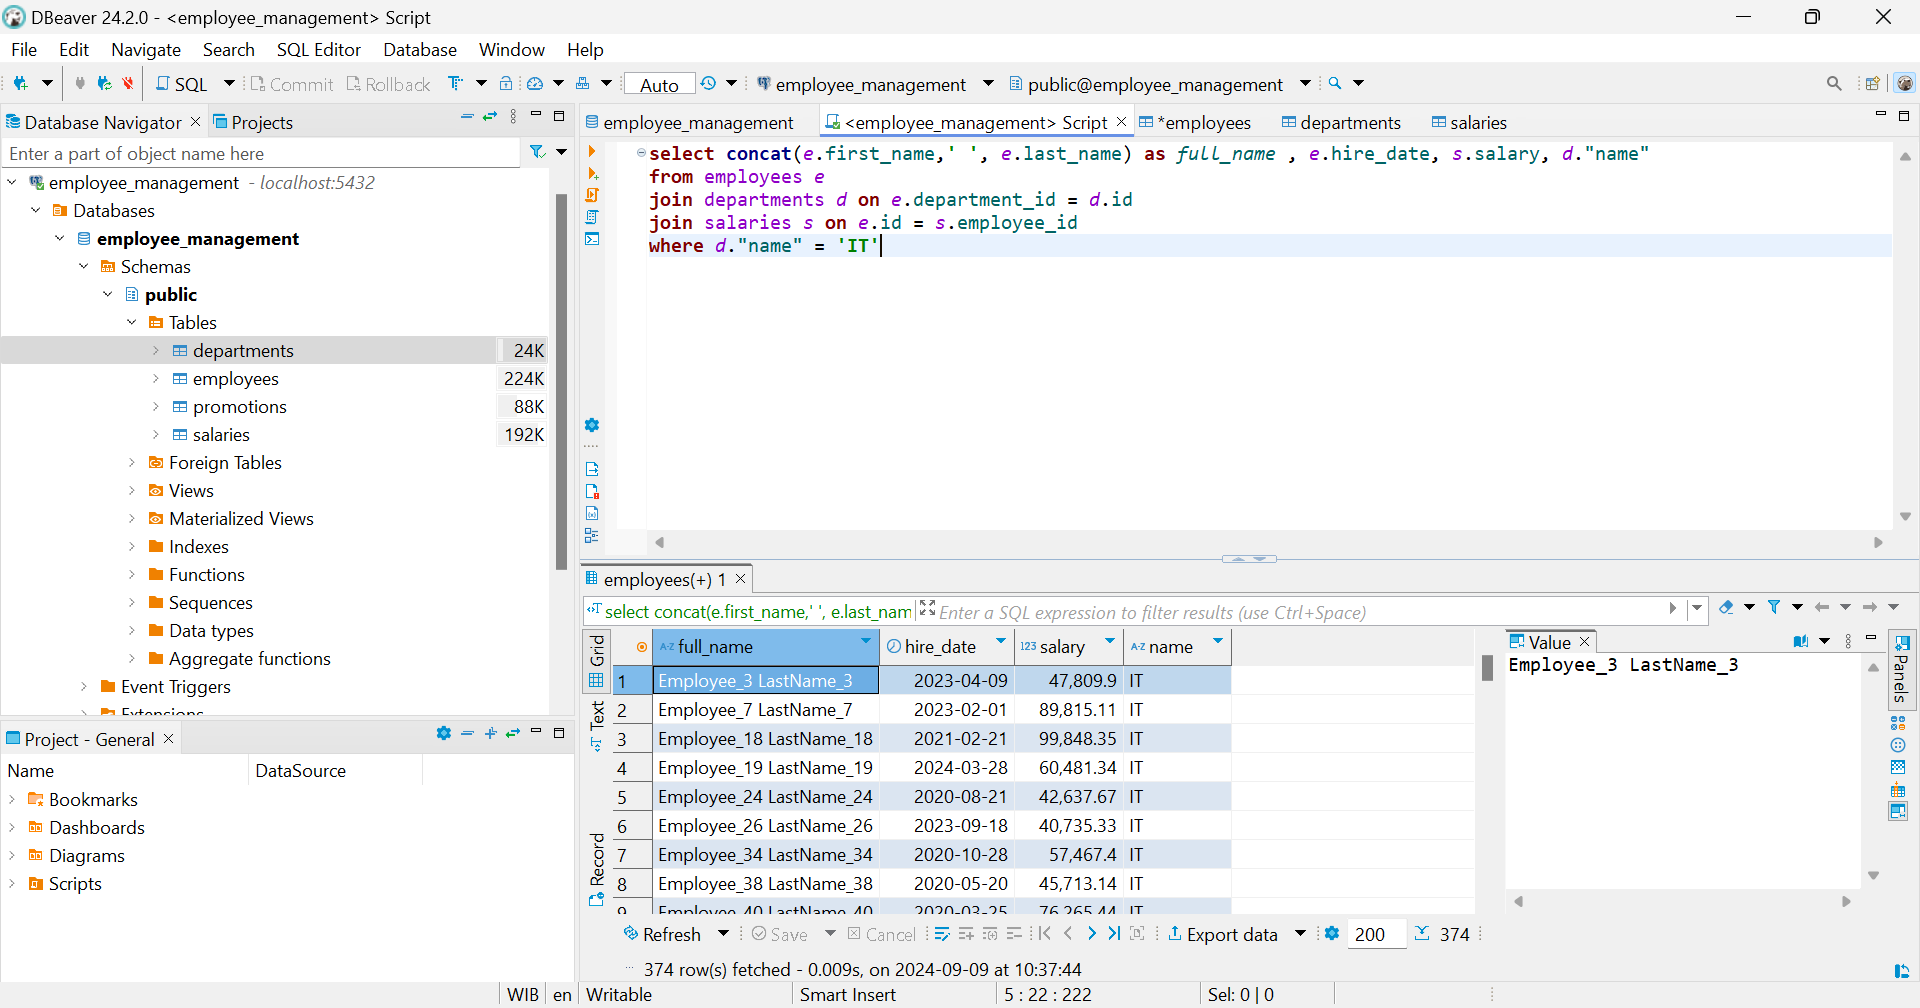 DBeaver 24.2.0 - <employee_management> Script
File Edit Navigate Search SQL Editor Database Window Help
SQL Commit Rollback Auto employee_management public@employee_management
Database Navigator Projects
Enter a part of object name here
employee_management - localhost:5432
Databases
employee_management
Schemas
public
Tables
departments 24K
employees 224K
promotions 88K
salaries 192K
Foreign Tables
Views
Materialized Views
Indexes
Functions
Sequences
Data types
Aggregate functions
Event Triggers
Extensions
Project - General
Name DataSource
Bookmarks
Dashboards
Diagrams
Scripts
employee_management <employee_management> Script *employees departments salaries
select concat(e.first_name,' ', e.last_name) as full_name , e.hire_date, s.salary, d."name"
from employees e
join departments d on e.department_id = d.id
join salaries s on e.id = s.employee_id
where d."name" = 'IT'
employees(+) 1
select concat(e.first_name,' ', e.last_nam Enter a SQL expression to filter results (use Ctrl+Space)
Grid
Text
Record
full_name hire_date 123 salary name
1 Employee_3 LastName_3 2023-04-09 47,809.9 IT
2 Employee_7 LastName_7 2023-02-01 89,815.11 IT
3 Employee_18 LastName_18 2021-02-21 99,848.35 IT
4 Employee_19 LastName_19 2024-03-28 60,481.34 IT
5 Employee_24 LastName_24 2020-08-21 42,637.67 IT
6 Employee_26 LastName_26 2023-09-18 40,735.33 IT
7 Employee_34 LastName_34 2020-10-28 57,467.4 IT
8 Employee_38 LastName_38 2020-05-20 45,713.14 IT
9 Employee_40 LastName_40 2020-03-25 76,265.44 IT
Value
Employee_3 LastName_3
Panels
Refresh Save Cancel Export data 200 374
374 row(s) fetched - 0.009s, on 2024-09-09 at 10:37:44
WIB en Writable Smart Insert 5 : 22 : 222 Sel: 0 | 0